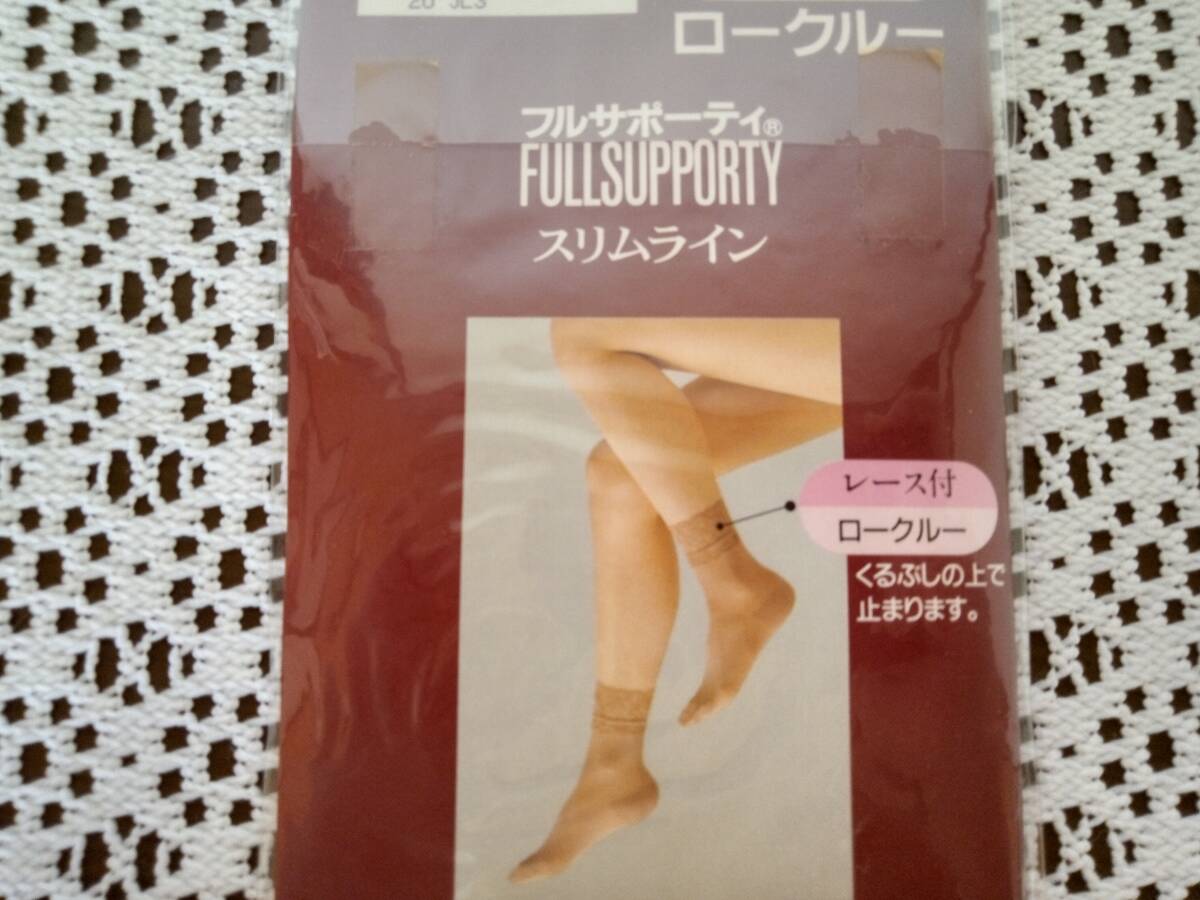 ロークルー
フルサポーティ®
FULLSUPPORTY
スリムライン
レース付
ロークルー
くるぶしの上で
止まります。